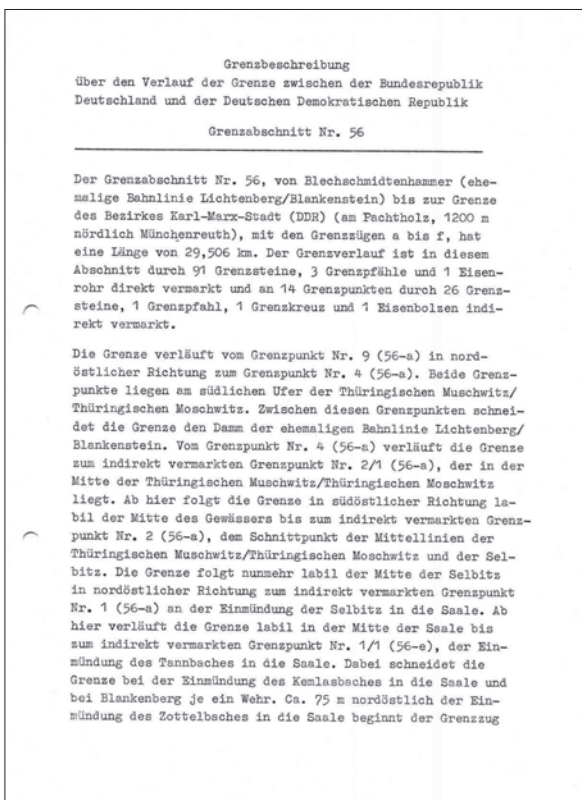 Grenzbeschreibung
über den Verlauf der Grenze zwischen der Bundesrepublik
Deutschland und der Deutschen Demokratischen Republik
Grenzabschnitt Nr. 56
Der Grenzabschnitt Nr. 56, von Blechschmidtenhammer (ehe-
malige Bahnlinie Lichtenberg/Blankenstein) bis zur Grenze
des Bezirkes Karl-Marx-Stadt (DDR) (am Pachtholz, 1200 m
nördlich Münchenreuth), mit den Grenzzügen a bis f, hat
eine Länge von 29,506 km. Der Grenzverlauf ist in diesem
Abschnitt durch 91 Grenzsteine, 3 Grenzpfähle und 1 Eisen-
rohr direkt vermarkt und an 14 Grenzpunkten durch 26 Grenz-
steine, 1 Grenzpfahl, 1 Grenzkreuz und 1 Eisenbolzen indi-
rekt vermarkt.
Die Grenze verläuft vom Grenzpunkt Nr. 9 (56-a) in nord-
östlicher Richtung zum Grenzpunkt Nr. 4 (56-a). Beide Grenz-
punkte liegen am südlichen Ufer der Thüringischen Muschwitz/
Thüringischen Moschwitz. Zwischen diesen Grenzpunkten schnei-
det die Grenze den Damm der ehemaligen Bahnlinie Lichtenberg/
Blankenstein. Vom Grenzpunkt Nr. 4 (56-a) verläuft die Grenze
zum indirekt vermarkten Grenzpunkt Nr. 2/1 (56-a), der in der
Mitte der Thüringischen Muschwitz/Thüringischen Moschwitz
liegt. Ab hier folgt die Grenze in südöstlicher Richtung la-
bil der Mitte des Gewässers bis zum indirekt vermarkten Grenz-
punkt Nr. 2 (56-a), dem Schnittpunkt der Mittellinien der
Thüringischen Muschwitz/Thüringischen Moschwitz und der Sel-
bitz. Die Grenze folgt nunmehr labil der Mitte der Selbitz
in nordöstlicher Richtung zum indirekt vermarkten Grenzpunkt
Nr. 1 (56-a) an der Einmündung der Selbitz in die Saale. Ab
hier verläuft die Grenze labil in der Mitte der Saale bis
zum indirekt vermarkten Grenzpunkt Nr. 1/1 (56-e), der Ein-
mündung des Tannbaches in die Saale. Dabei schneidet die
Grenze bei der Einmündung des Kemlasbaches in die Saale und
bei Blankenberg je ein Wehr. Ca. 75 m nordöstlich der Ein-
mündung des Zottelbaches in die Saale beginnt der Grenzzug